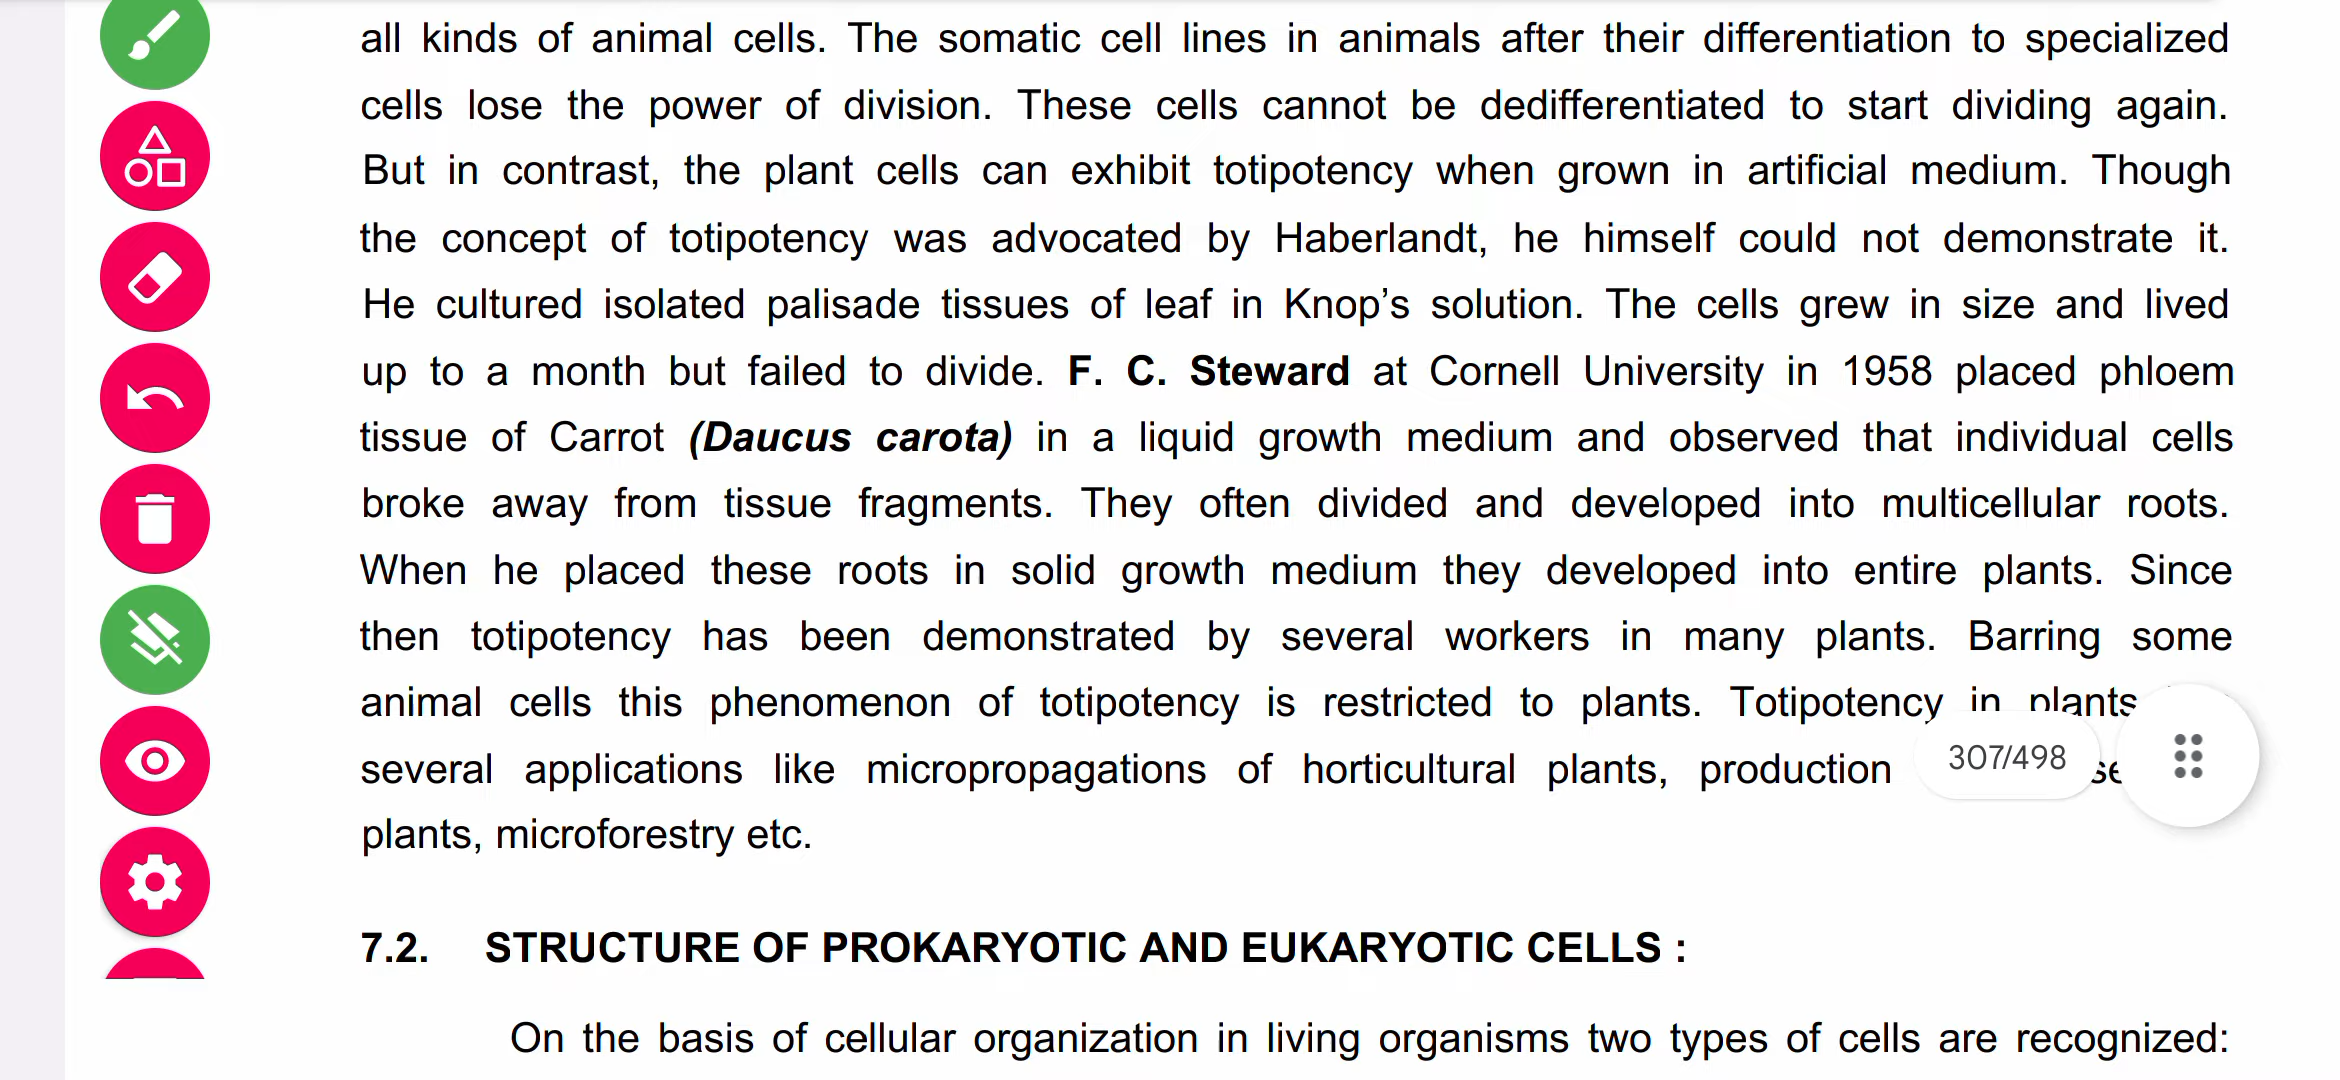 all kinds of animal cells. The somatic cell lines in animals after their differentiation to specialized
cells lose the power of division. These cells cannot be dedifferentiated to start dividing again.
But in contrast, the plant cells can exhibit totipotency when grown in artificial medium. Though
the concept of totipotency was advocated by Haberlandt, he himself could not demonstrate it.
He cultured isolated palisade tissues of leaf in Knop’s solution. The cells grew in size and lived
up to a month but failed to divide. F. C. Steward at Cornell University in 1958 placed phloem
tissue of Carrot (Daucus carota) in a liquid growth medium and observed that individual cells
broke away from tissue fragments. They often divided and developed into multicellular roots.
When he placed these roots in solid growth medium they developed into entire plants. Since
then totipotency has been demonstrated by several workers in many plants. Barring some
animal cells this phenomenon of totipotency is restricted to plants. Totipotency in plants
several applications like micropropagations of horticultural plants, production
307/498
plants, microforestry etc.
7.2. STRUCTURE OF PROKARYOTIC AND EUKARYOTIC CELLS :
On the basis of cellular organization in living organisms two types of cells are recognized: